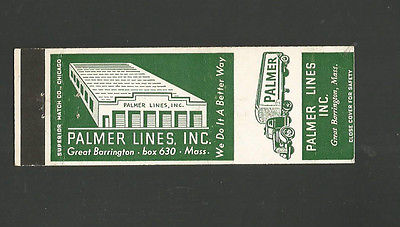 SUPERIOR MATCH CO., CHICAGO
PALMER LINES, INC.
PALMER LINES, INC.
Great Barrington · box 630 · Mass.
We Do It A Better Way
PALMER
PALMER LINES
INC.
Great Barrington, Mass.
CLOSE COVER FOR SAFETY